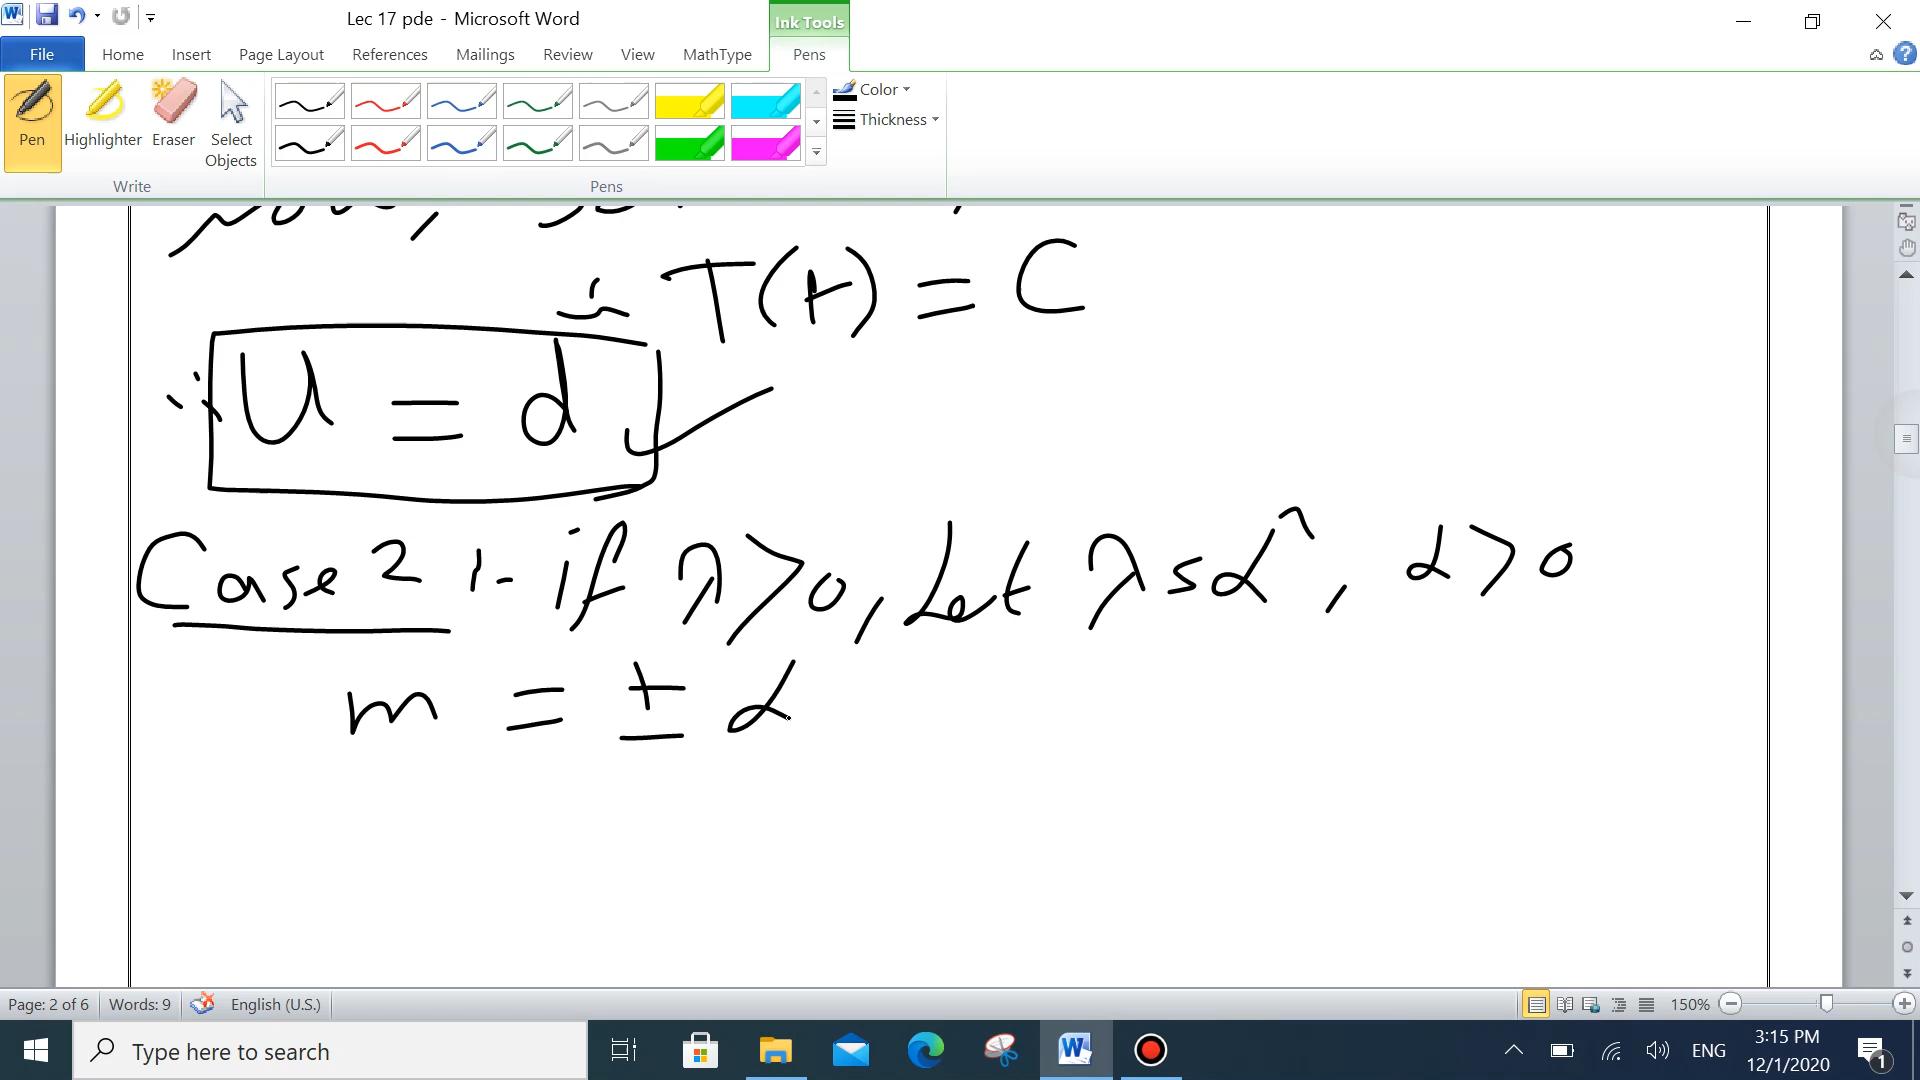 Lec 17 pde - Microsoft Word
Ink Tools
File Home Insert Page Layout References Mailings Review View MathType Pens
Pen Highlighter Eraser Select Objects
Color
Thickness
Write Pens
∴ T(t) = C
∴ U = d
Case 2 :- if λ>0, Let λ = α^2, α>0
m = ± α
Page: 2 of 6 Words: 9 English (U.S.) 150%
Type here to search
ENG
3:15 PM
12/1/2020
1